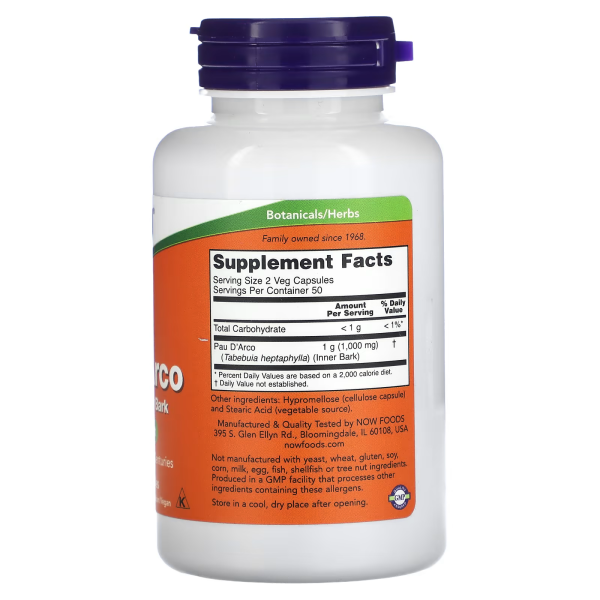 Botanicals/Herbs
Family owned since 1968.
Supplement Facts
Serving Size 2 Veg Capsules
Servings Per Container 50
Amount Per Serving % Daily Value
Total Carbohydrate < 1 g < 1%*
Pau D'Arco 1 g (1,000 mg) †
(Tabebuia heptaphylla) (Inner Bark)
* Percent Daily Values are based on a 2,000 calorie diet.
† Daily Value not established.
Other ingredients: Hypromellose (cellulose capsule)
and Stearic Acid (vegetable source).
Manufactured & Quality Tested by NOW FOODS
395 S. Glen Ellyn Rd., Bloomingdale, IL 60108, USA
nowfoods.com
Not manufactured with yeast, wheat, gluten, soy,
corn, milk, egg, fish, shellfish or tree nut ingredients.
Produced in a GMP facility that processes other
ingredients containing these allergens.
Store in a cool, dry place after opening.
GMP
rco
Bark
nturies
K